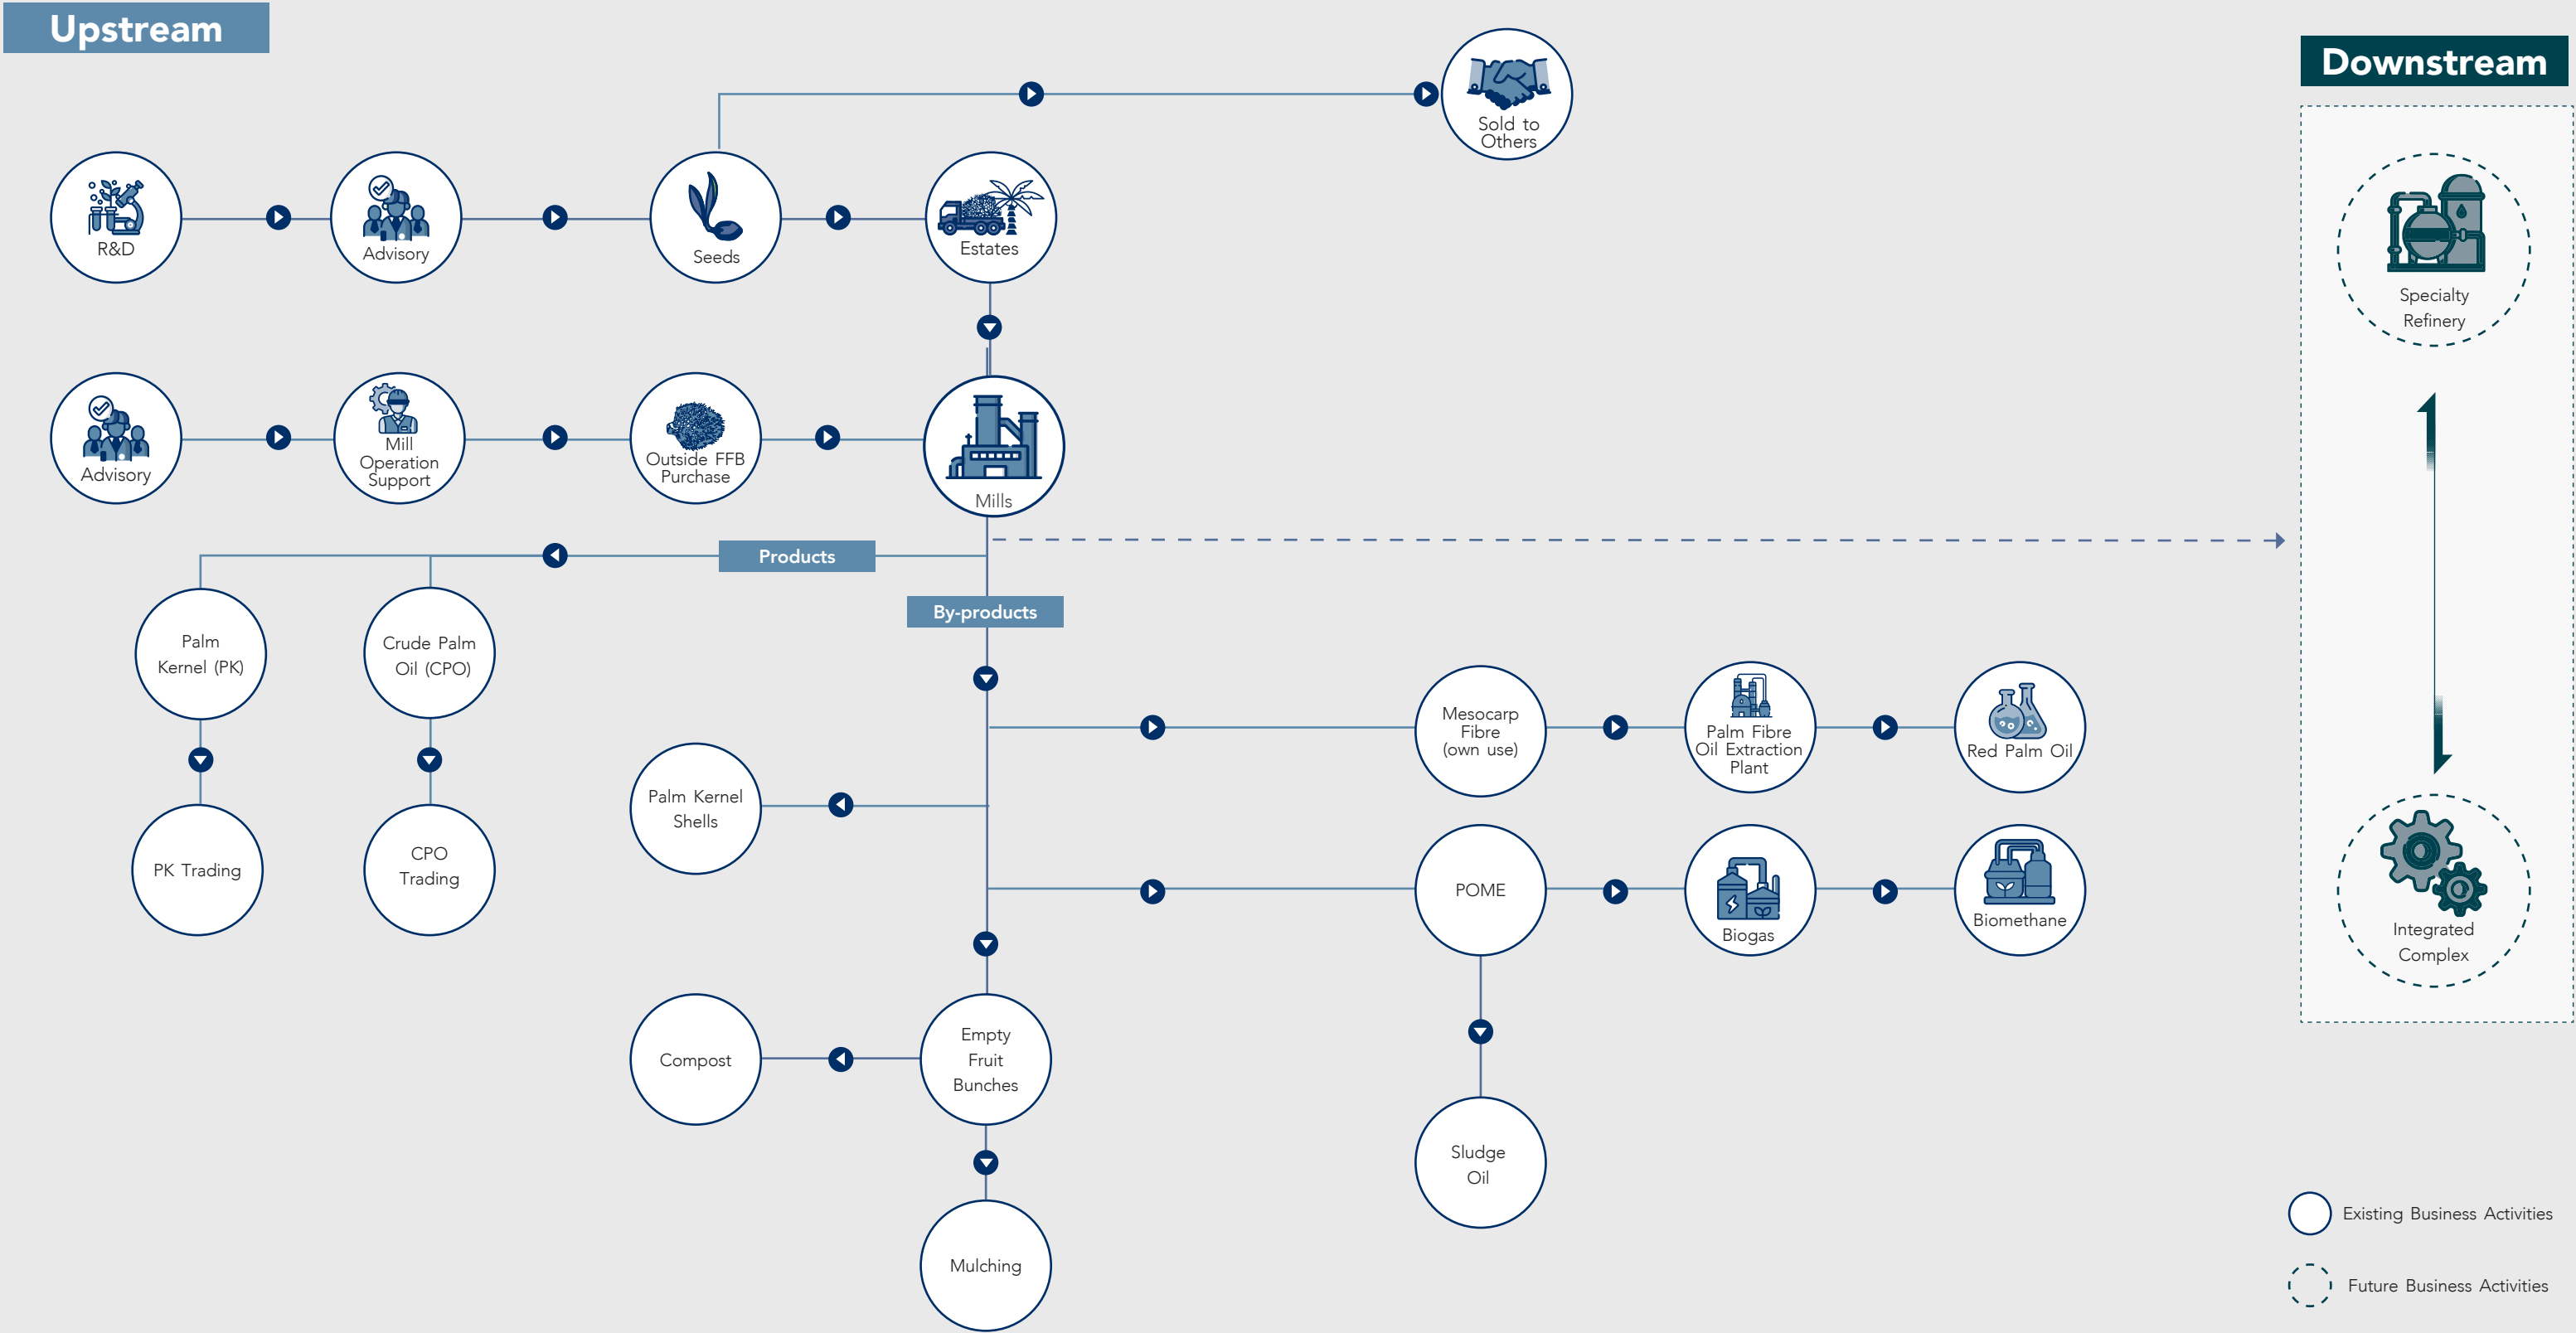 Upstream
Downstream
Sold to
Others
R&D
Advisory
Seeds
Estates
Specialty
Refinery
Advisory
Mill
Operation
Support
Outside FFB
Purchase
Mills
Products
By-products
Palm
Kernel (PK)
Crude Palm
Oil (CPO)
Mesocarp
Fibre
(own use)
Palm Fibre
Oil Extraction
Plant
Red Palm Oil
Palm Kernel
Shells
PK Trading
CPO
Trading
POME
Biogas
Biomethane
Integrated
Complex
Compost
Empty
Fruit
Bunches
Sludge
Oil
Mulching
Existing Business Activities
Future Business Activities